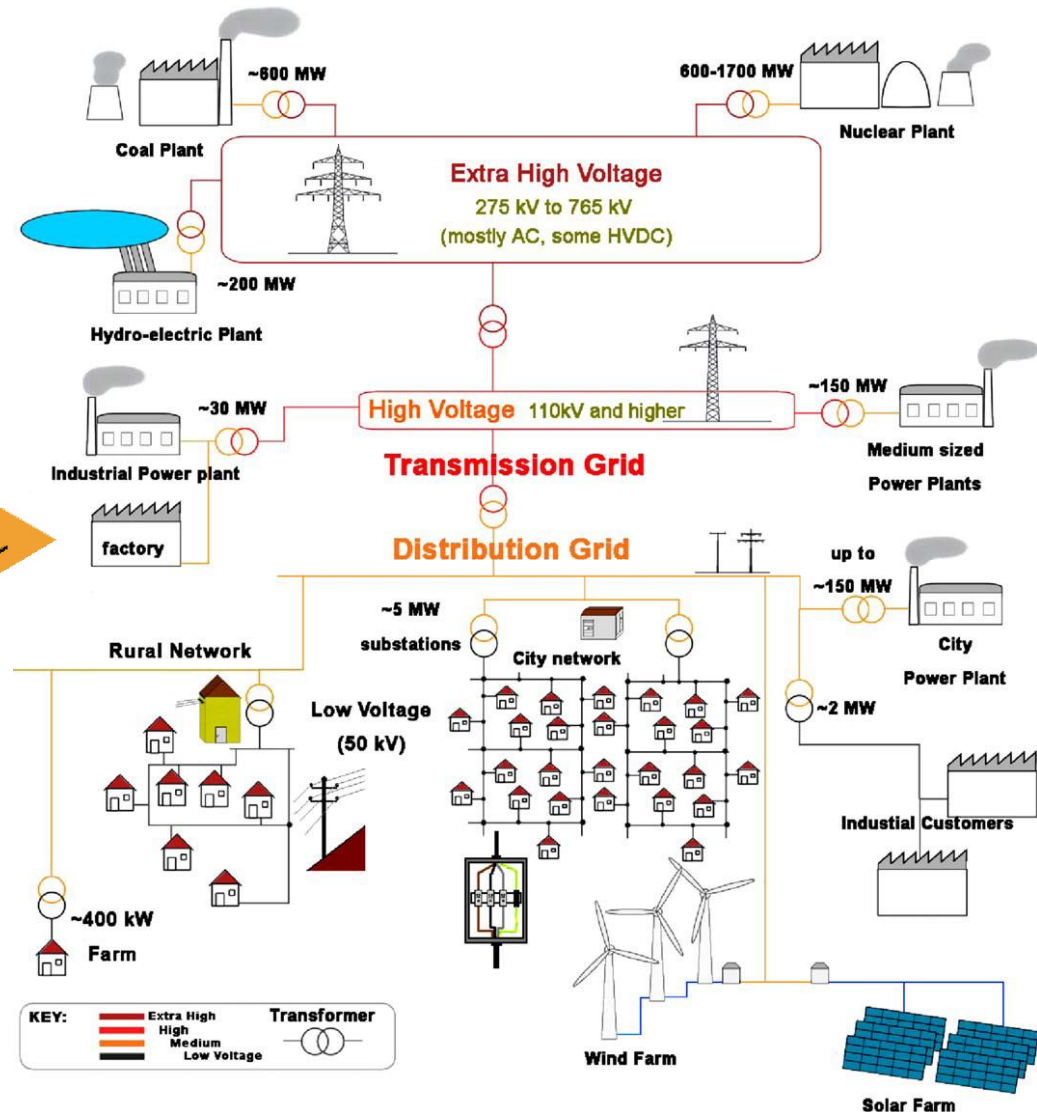 ~600 MW
600-1700 MW
Coal Plant
Nuclear Plant
Extra High Voltage
275 kV to 765 kV
(mostly AC, some HVDC)
~200 MW
Hydro-electric Plant
~30 MW
High Voltage 110kV and higher
~150 MW
Industrial Power plant
Medium sized
Power Plants
Transmission Grid
factory
Distribution Grid
up to
~150 MW
~5 MW
substations
City network
City
Power Plant
Rural Network
Low Voltage
(50 kV)
~2 MW
Industial Customers
~400 kW
Farm
KEY:
Extra High
High
Medium
Low Voltage
Transformer
Wind Farm
Solar Farm